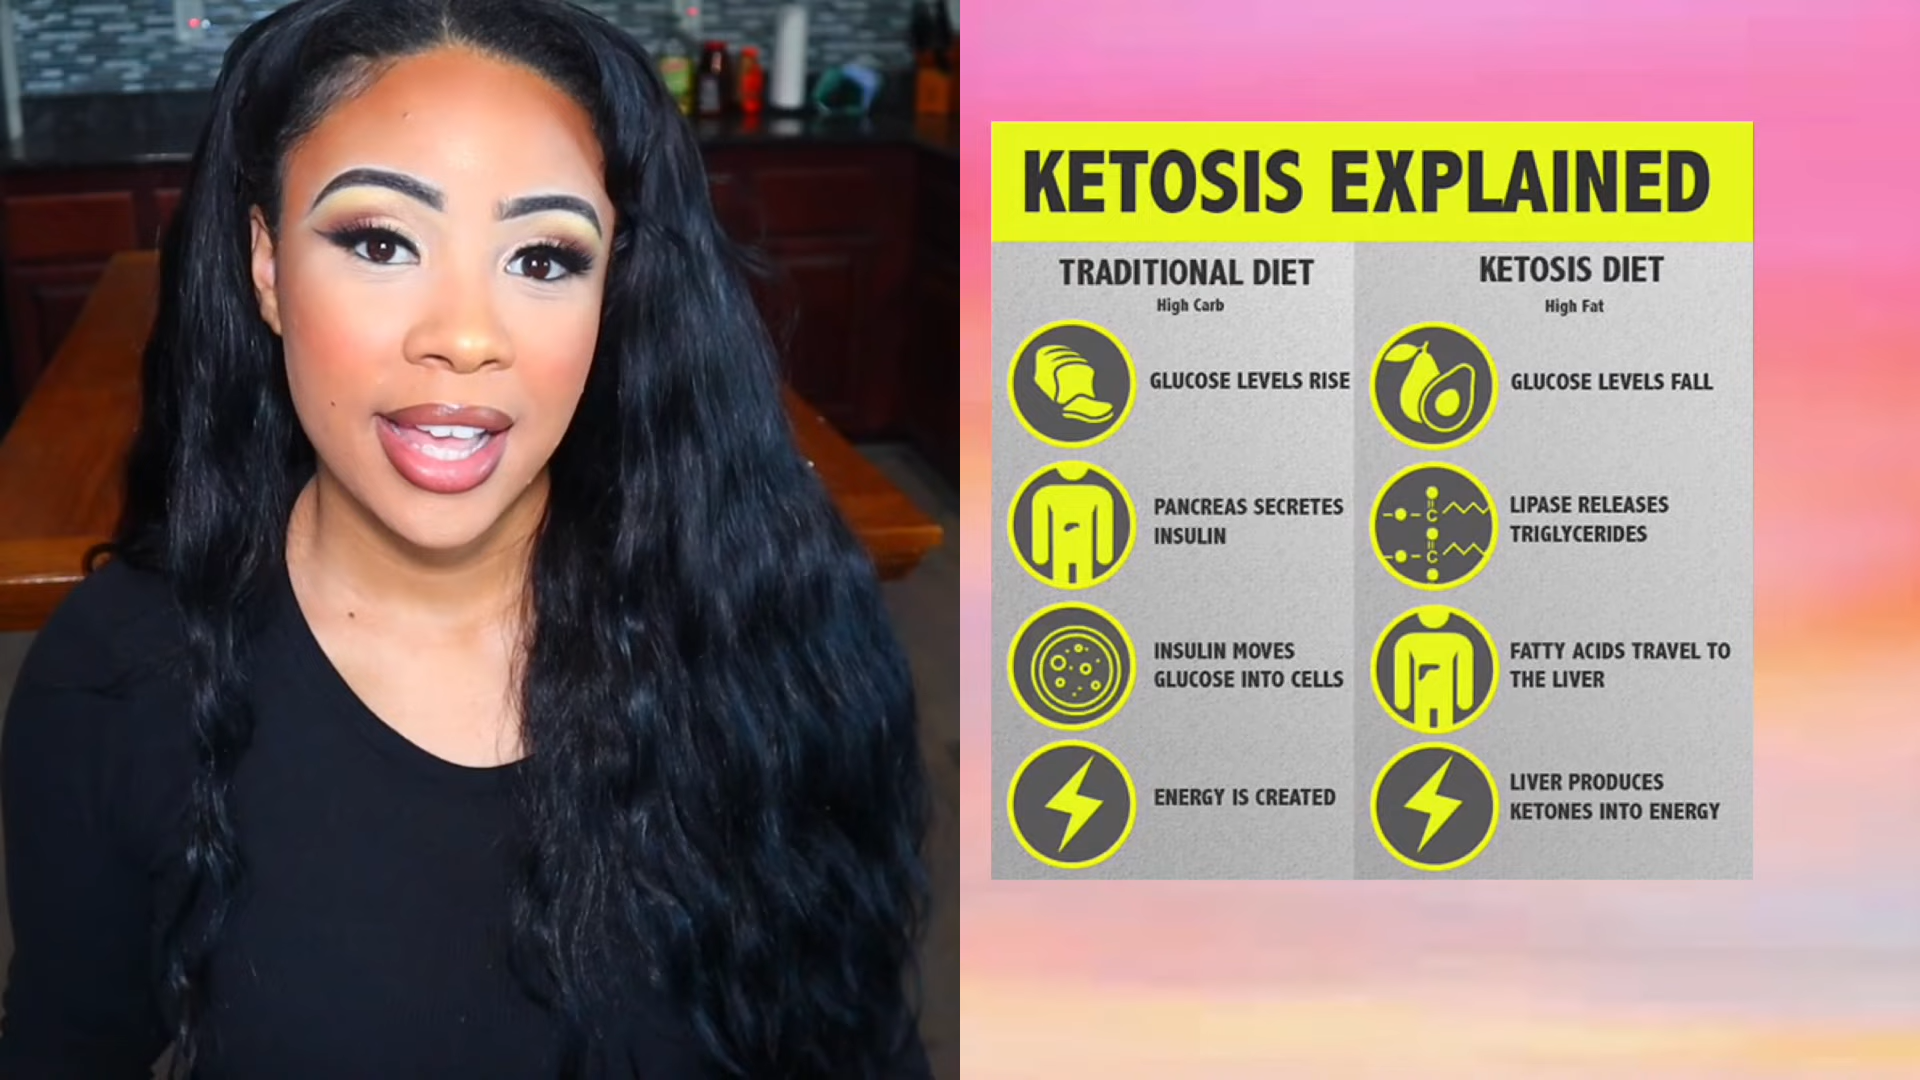 KETOSIS EXPLAINED
TRADITIONAL DIET
High Carb
GLUCOSE LEVELS RISE
PANCREAS SECRETES
INSULIN
INSULIN MOVES
GLUCOSE INTO CELLS
ENERGY IS CREATED
KETOSIS DIET
High Fat
GLUCOSE LEVELS FALL
LIPASE RELEASES
TRIGLYCERIDES
C
C
FATTY ACIDS TRAVEL TO
THE LIVER
LIVER PRODUCES
KETONES INTO ENERGY